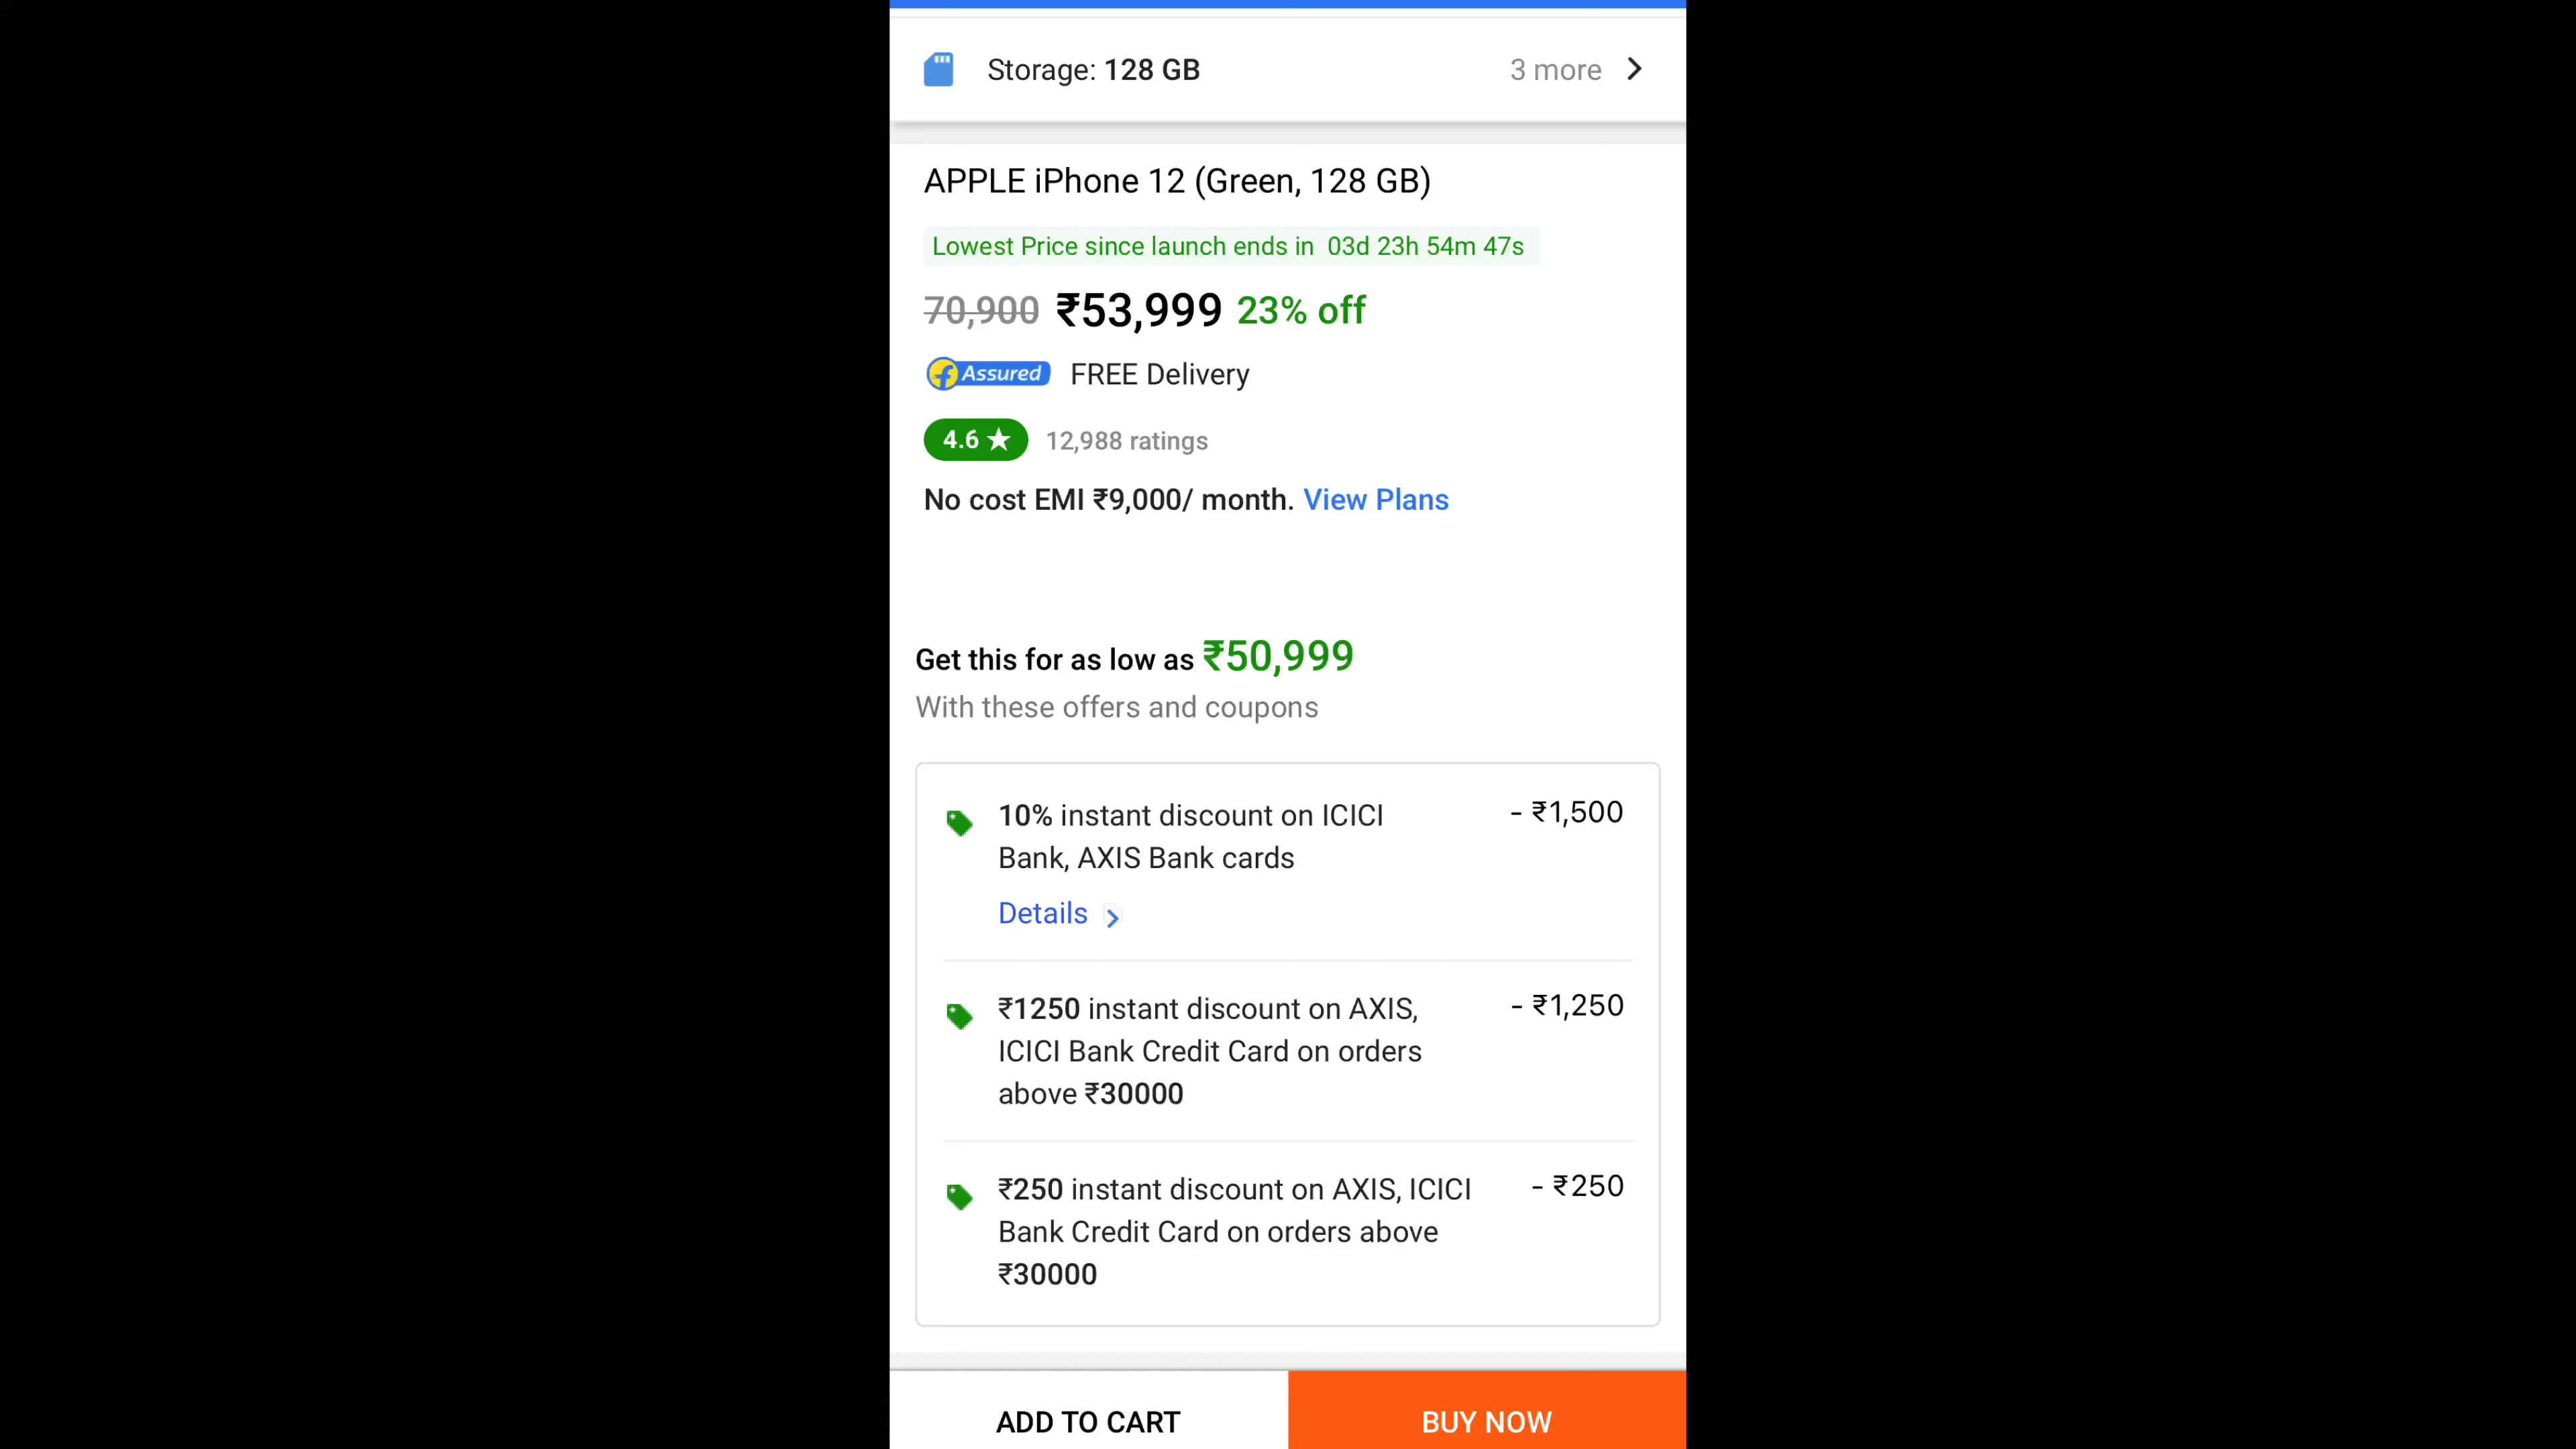 Storage: 128 GB 3 more
APPLE iPhone 12 (Green, 128 GB)
Lowest Price since launch ends in 03d 23h 54m 47s
70,900 ₹53,999 23% off
Assured FREE Delivery
4.6 ★ 12,988 ratings
No cost EMI ₹9,000/ month. View Plans
Get this for as low as ₹50,999
With these offers and coupons
10% instant discount on ICICI - ₹1,500
Bank, AXIS Bank cards
Details
₹1250 instant discount on AXIS, - ₹1,250
ICICI Bank Credit Card on orders
above ₹30000
₹250 instant discount on AXIS, ICICI - ₹250
Bank Credit Card on orders above
₹30000
ADD TO CART BUY NOW